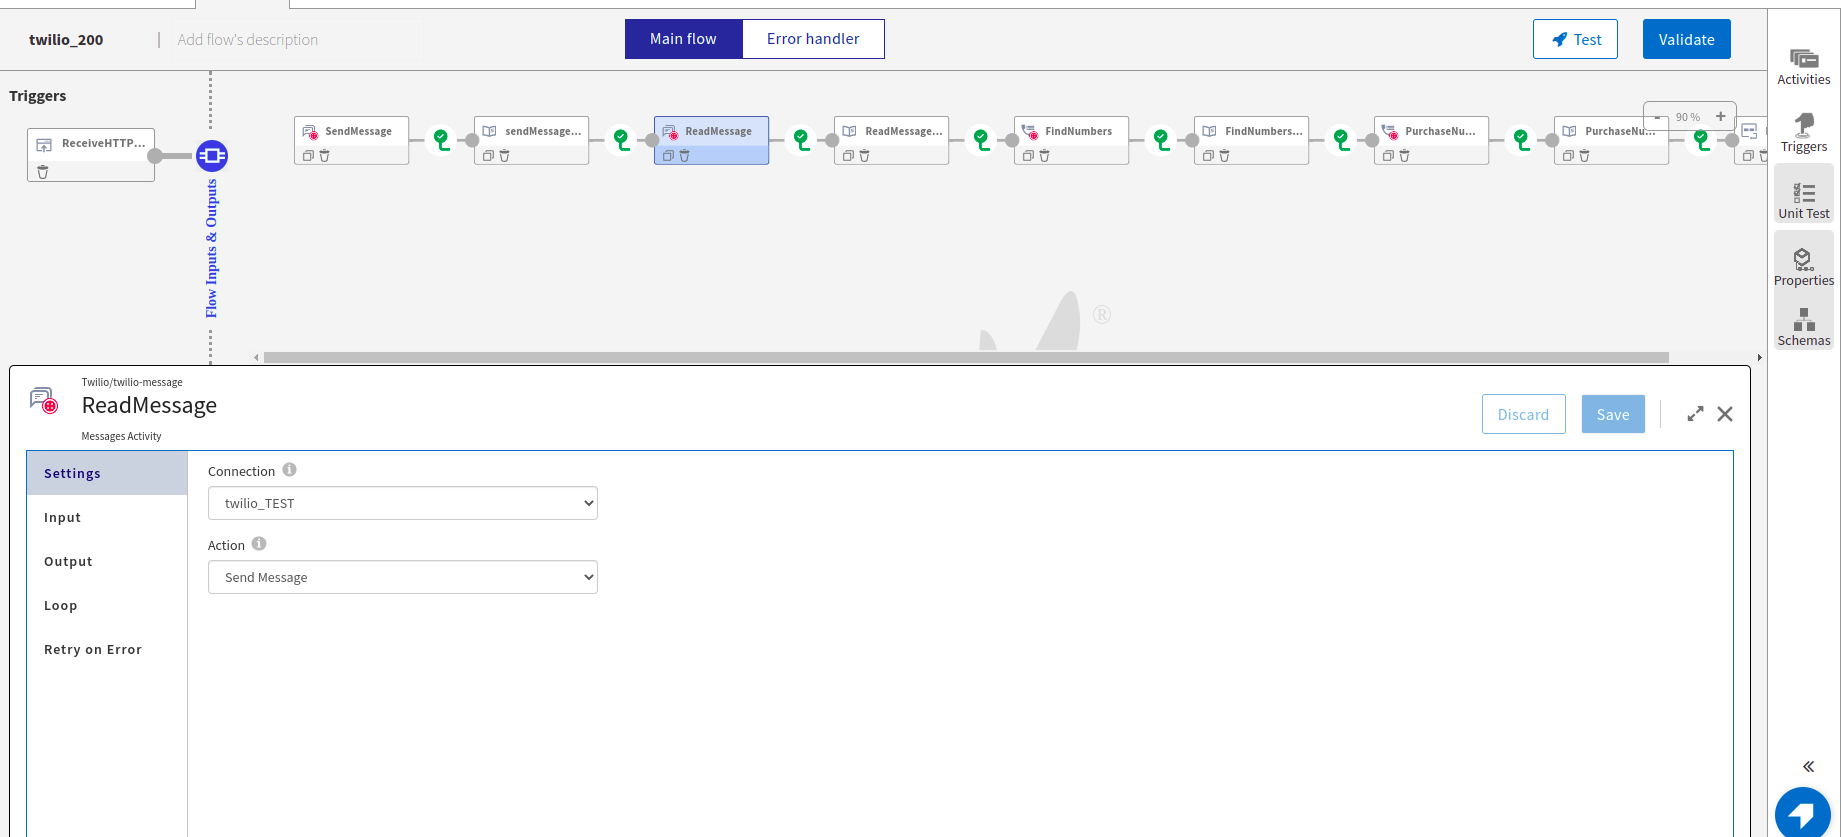 twilio_200 | Add flow's description
Main flow
Error handler
Test
Validate
Triggers
ReceiveHTTP...
Flow Inputs & Outputs
SendMessage
sendMessage...
ReadMessage
ReadMessage...
FindNumbers
FindNumbers...
PurchaseNu...
PurchaseNu...
- 90 % +
®
Activities
Triggers
Unit Test
Properties
Schemas
Twilio/twilio-message
ReadMessage
Messages Activity
Discard
Save
Settings
Input
Output
Loop
Retry on Error
Connection
twilio_TEST
Action
Send Message